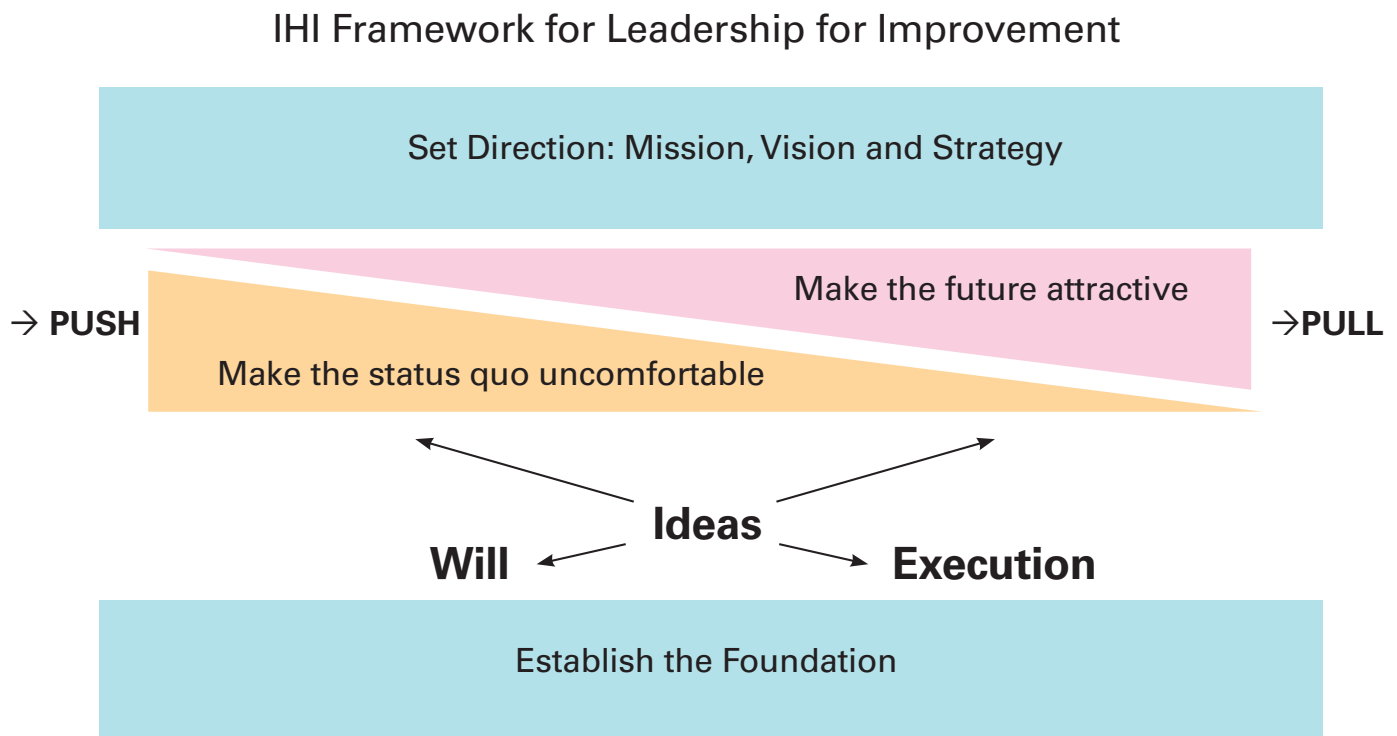 IHI Framework for Leadership for Improvement
Set Direction: Mission, Vision and Strategy
Make the future attractive
→ PUSH
→PULL
Make the status quo uncomfortable
Ideas
Will
Execution
Establish the Foundation